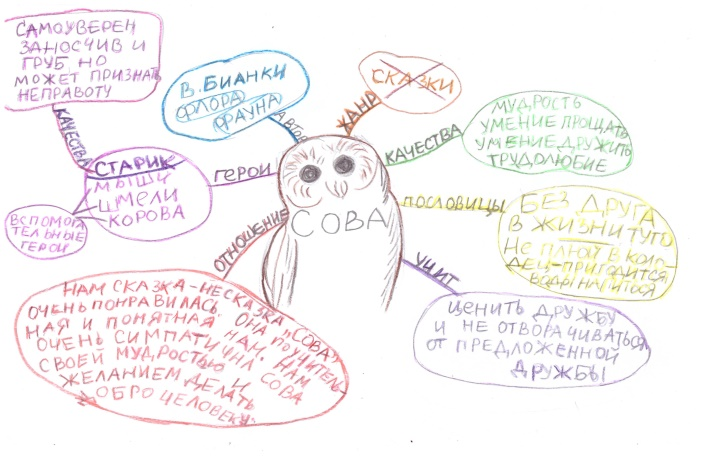 САМОУВЕРЕН
ЗАНОСЧИВ И
ГРУБ, НО
МОЖЕТ ПРИЗНАТЬ
НЕПРАВОТУ
КАЧЕСТВА
СТАРИК
МЫШИ
ШМЕЛИ
КОРОВА
ВСПОМОГА
ТЕЛЬНЫЕ
ГЕРОИ
ГЕРОИ
В. БИАНКИ
ФЛОРА
ФАУНА
АВТОР
ЖАНР
СКАЗКИ
КАЧЕСТВА
МУДРОСТЬ
УМЕНИЕ ПРОЩАТЬ
УМЕНИЕ ДРУЖИТЬ
ТРУДОЛЮБИЕ
ПОСЛОВИЦЫ
БЕЗ ДРУГА
В ЖИЗНИ ТУГО
НЕ ПЛЮЙ В КОЛО-
ДЕЦ-ПРИГОДИТСЯ
ВОДЫ НАПИТЬСЯ
УЧИТ
ЦЕНИТЬ ДРУЖБУ
И НЕ ОТВОРАЧИВАТЬСЯ
ОТ ПРЕДЛОЖЕННОЙ
ДРУЖБЫ
СОВА
ОТНОШЕНИЕ
НАМ СКАЗКА-НЕСКАЗКА „СОВА"
ОЧЕНЬ ПОНРАВИЛАСЬ. ОНА ПОУЧИТЕЛЬ-
НАЯ И ПОНЯТНАЯ НАМ. НАМ
ОЧЕНЬ СИМПАТИЧНА СОВА
СВОЕЙ МУДРОСТЬЮ И
ЖЕЛАНИЕМ ДЕЛАТЬ
ДОБРО ЧЕЛОВЕКУ.